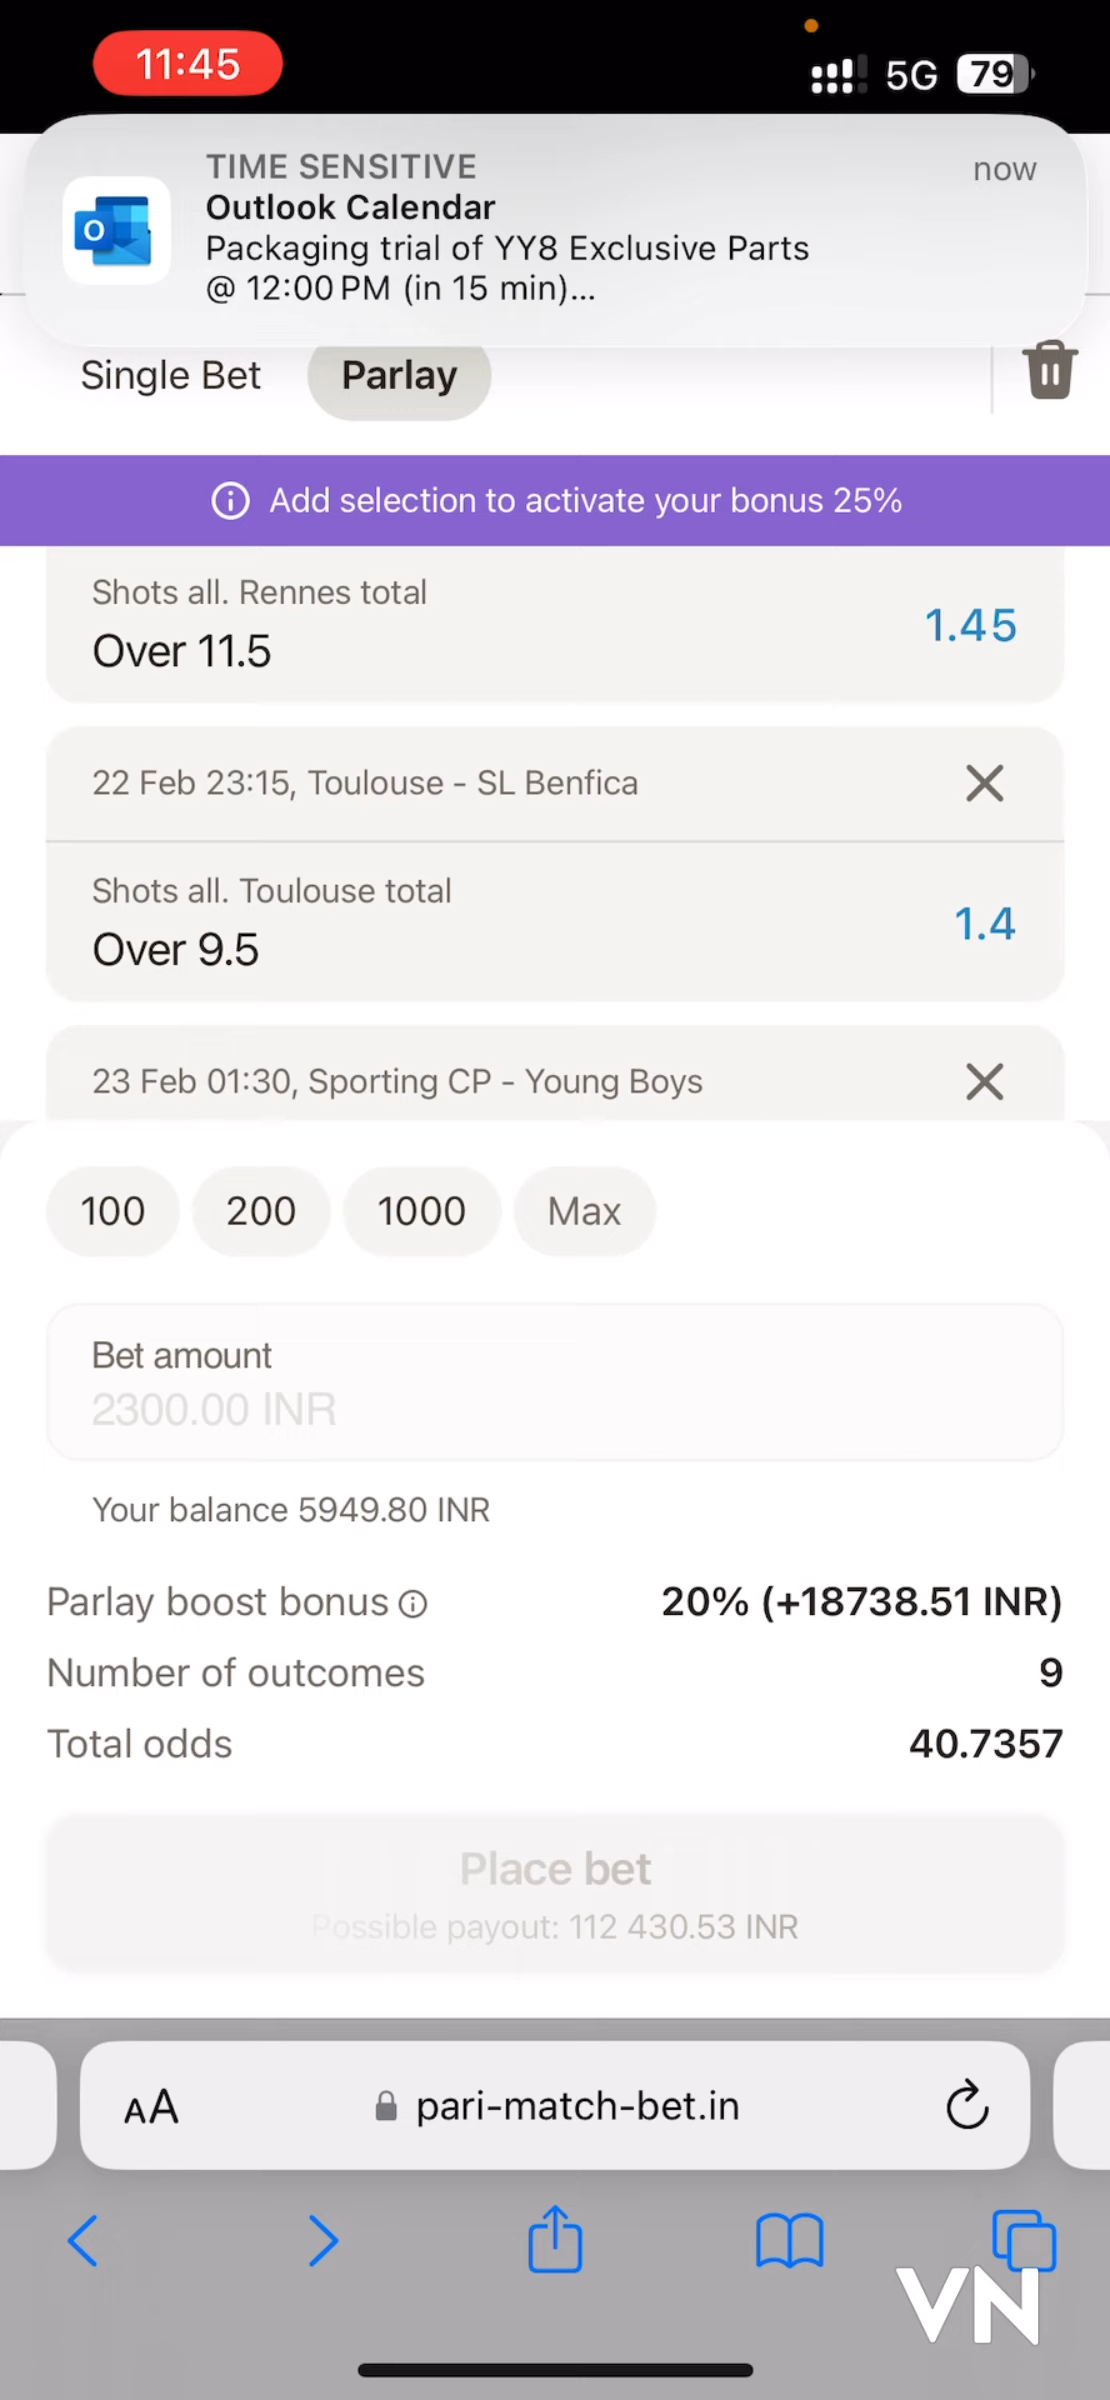 11:45
5G 79
TIME SENSITIVE
now
Outlook Calendar
Packaging trial of YY8 Exclusive Parts
@ 12:00 PM (in 15 min)...
Single Bet
Parlay
Add selection to activate your bonus 25%
Shots all. Rennes total
Over 11.5
1.45
22 Feb 23:15, Toulouse - SL Benfica
Shots all. Toulouse total
Over 9.5
1.4
23 Feb 01:30, Sporting CP - Young Boys
100
200
1000
Max
Bet amount
2300.00 INR
Your balance 5949.80 INR
Parlay boost bonus 20% (+18738.51 INR)
Number of outcomes 9
Total odds 40.7357
Place bet
Possible payout: 112 430.53 INR
AA pari-match-bet.in
VN